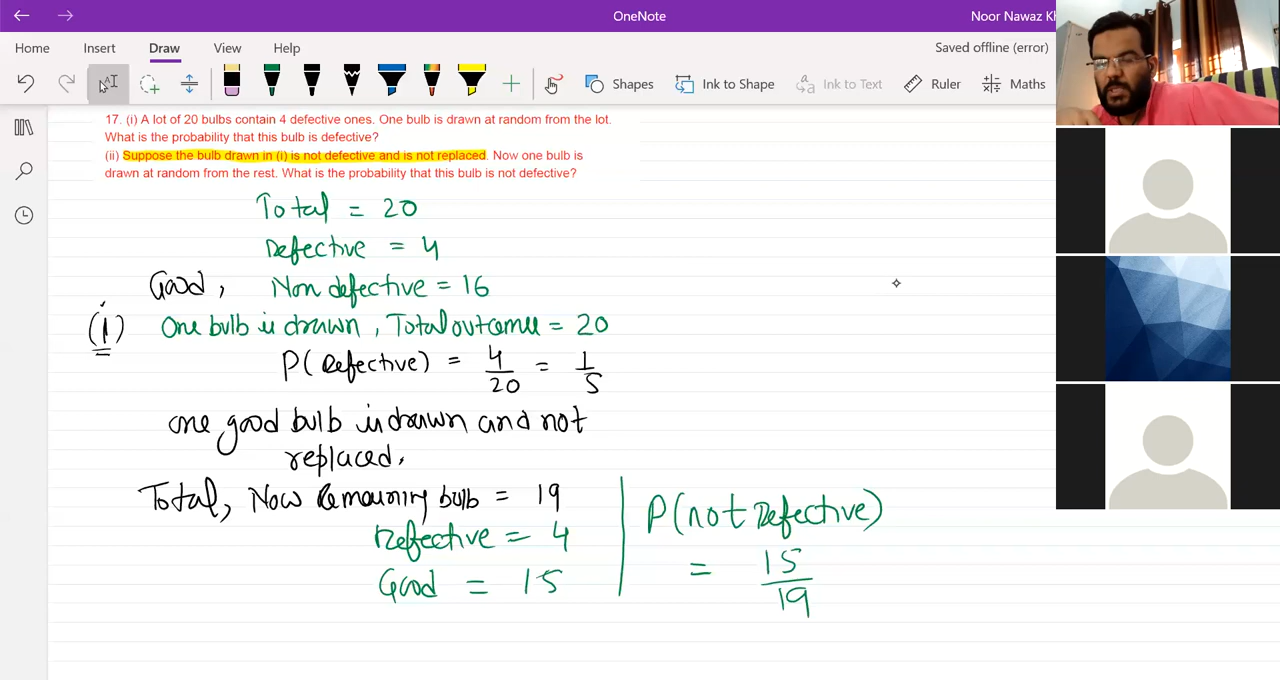 OneNote
Noor Nawaz Kh
Home Insert Draw View Help
Saved offline (error)
Shapes Ink to Shape Ink to Text Ruler Maths
17. (i) A lot of 20 bulbs contain 4 defective ones. One bulb is drawn at random from the lot.
What is the probability that this bulb is defective?
(ii) Suppose the bulb drawn in (i) is not defective and is not replaced. Now one bulb is
drawn at random from the rest. What is the probability that this bulb is not defective?
Total = 20
Defective = 4
Good, Non defective = 16
(i) One bulb is drawn, Total outcomes = 20
P(Defective) = 4/20 = 1/5
one good bulb is drawn and not
replaced.
Total, Now Remaining bulb = 19
Defective = 4
Good = 15
P(not Defective)
= 15/19